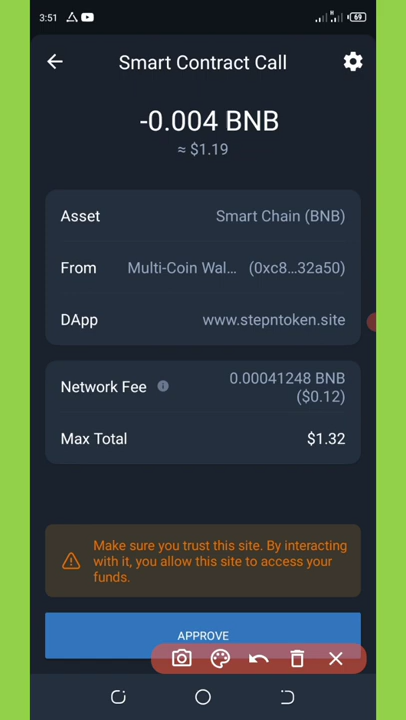 3:51 69
Smart Contract Call
-0.004 BNB
≈ $1.19
Asset Smart Chain (BNB)
From Multi-Coin Wal... (0xc8...32a50)
DApp www.stepntoken.site
Network Fee 0.00041248 BNB
($0.12)
Max Total $1.32
Make sure you trust this site. By interacting
with it, you allow this site to access your
funds.
APPROVE